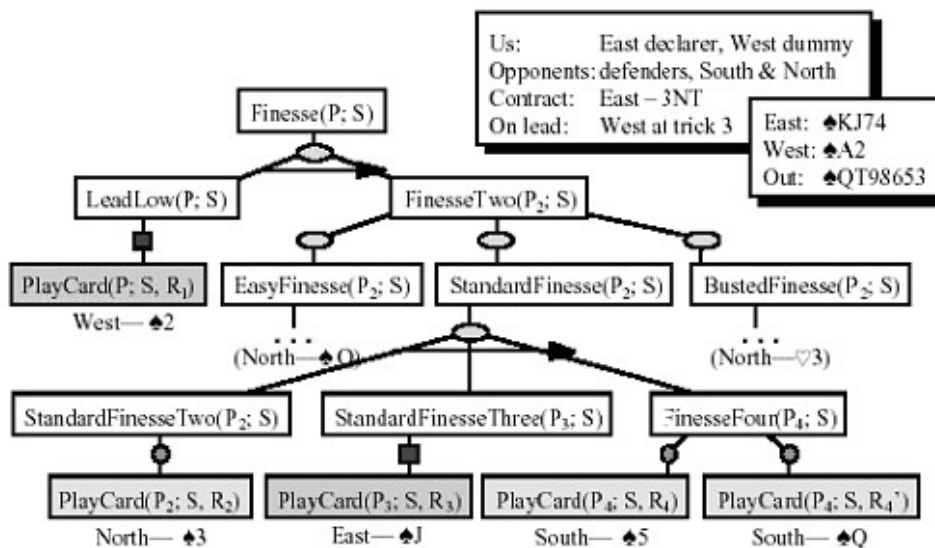 Us: East declarer, West dummy
Opponents: defenders, South & North
Contract: East – 3NT
On lead: West at trick 3
East: ♠KJ74
West: ♠A2
Out: ♠QT98653
Finesse(P; S)
LeadLow(P; S)
FinesseTwo(P₂; S)
PlayCard(P; S, R₁)
EasyFinesse(P₂; S)
StandardFinesse(P₂; S)
BustedFinesse(P₂; S)
West— ♠2
. . .
(North—♠Q)
. . .
(North—♡3)
StandardFinesseTwo(P₂; S)
StandardFinesseThree(P₃; S)
FinesseFour(P₄; S)
PlayCard(P₂; S, R₂)
PlayCard(P₃; S, R₃)
PlayCard(P₄; S, R₄)
PlayCard(P₄; S, R₄’)
North— ♠3
East— ♠J
South— ♠5
South— ♠Q